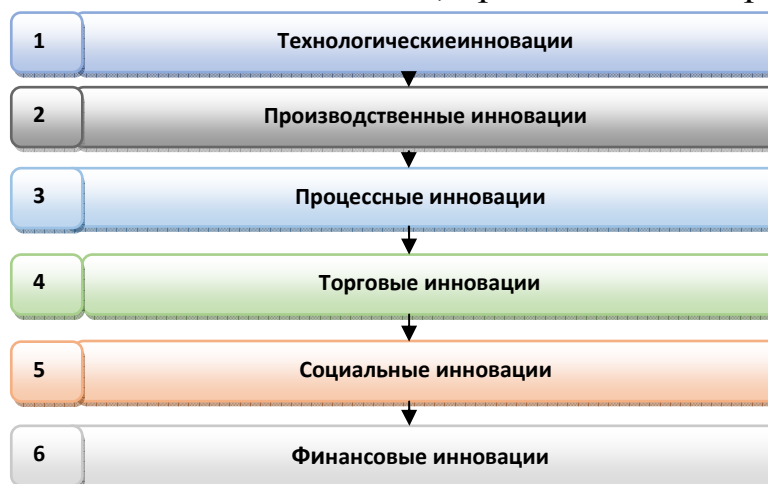 1 Технологическиеинновации
2 Производственные инновации
3 Процессные инновации
4 Торговые инновации
5 Социальные инновации
6 Финансовые инновации